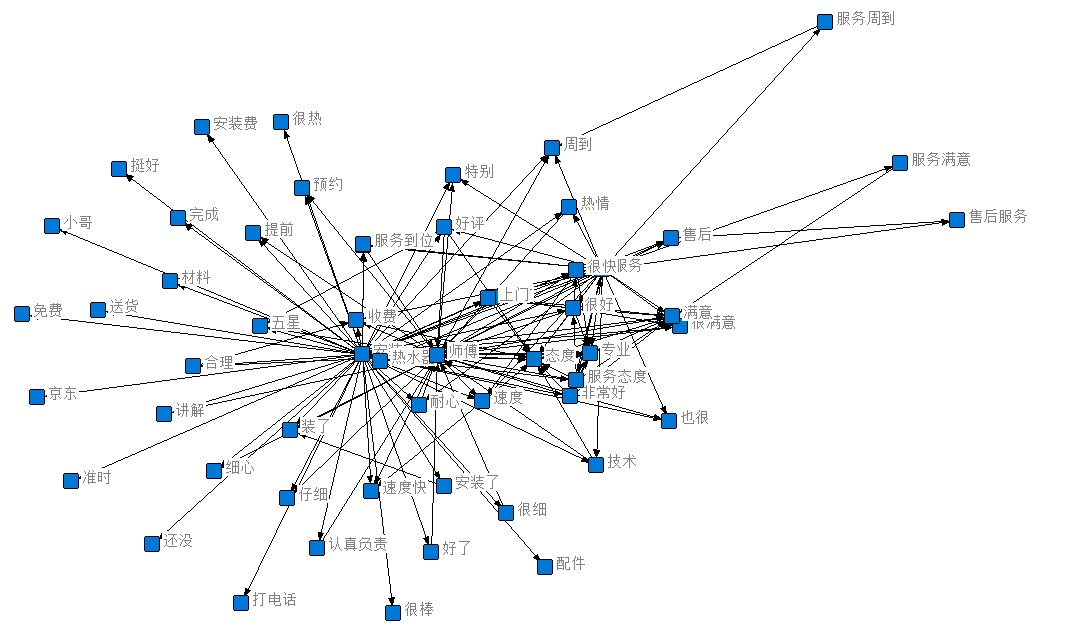 服务周到
安装费
很热
周到
服务满意
挺好
特别
预约
热情
完成
售后服务
小哥
好评
提前
售后
服务到位
很快
服务
材料
上门
免费
送货
很好
收费
满意
五星
很满意
安装
热水器
师傅
态度
专业
合理
服务态度
京东
非常好
耐心
速度
讲解
也很
装了
技术
细心
准时
仔细
速度快
安装了
很细
还没
认真负责
好了
配件
打电话
很棒